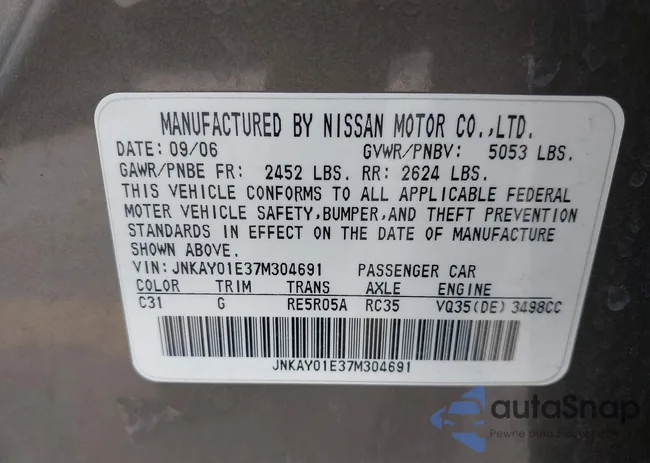 MANUFACTURED BY NISSAN MOTOR CO.,LTD.
DATE: 09/06 GVWR/PNBV: 5053 LBS.
GAWR/PNBE FR: 2452 LBS. RR: 2624 LBS.
THIS VEHICLE CONFORMS TO ALL APPLICABLE FEDERAL
MOTER VEHICLE SAFETY,BUMPER,AND THEFT PREVENTION
STANDARDS IN EFFECT ON THE DATE OF MANUFACTURE
SHOWN ABOVE.
VIN: JNKAY01E37M304691 PASSENGER CAR
COLOR TRIM TRANS AXLE ENGINE
C31 G RE5R05A RC35 VQ35(DE) 3498CC
JNKAY01E37M304691
autaSnap
Pewne auta